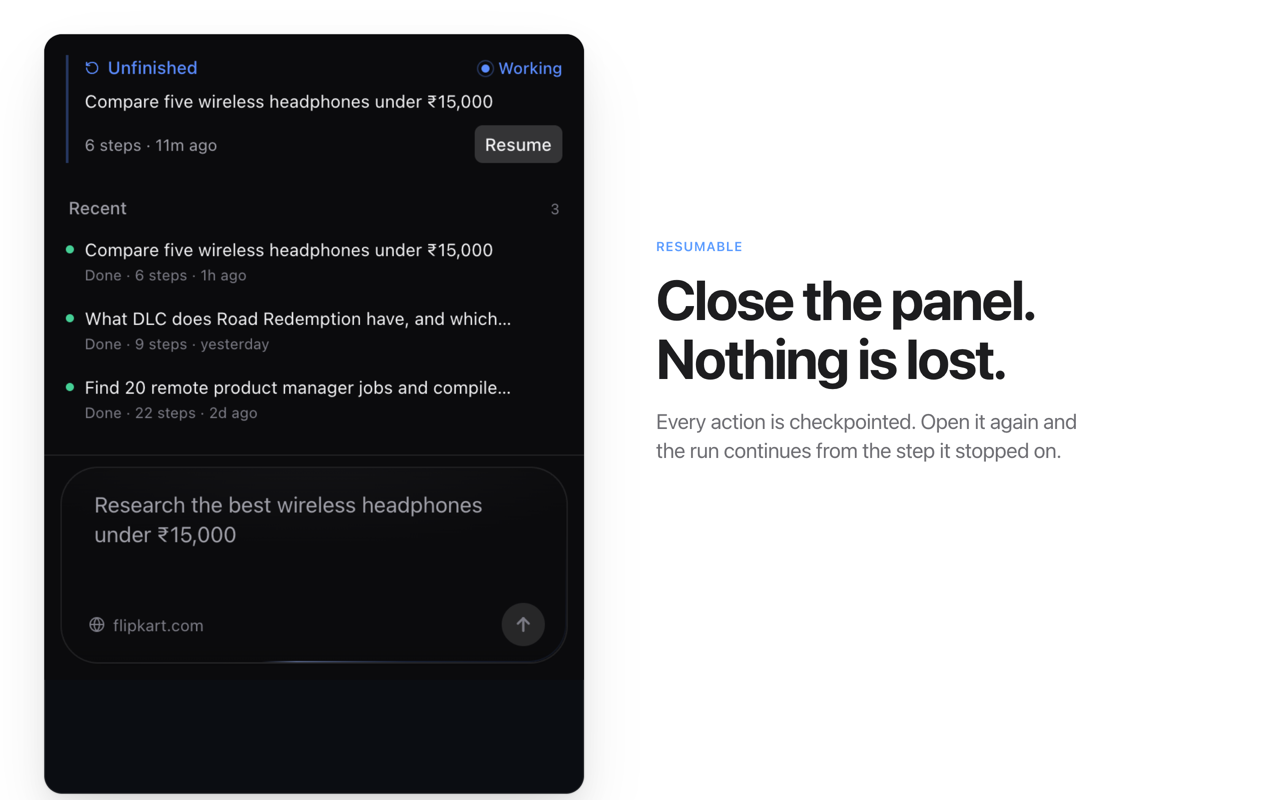 Unfinished
Working
Compare five wireless headphones under ₹15,000
6 steps · 11m ago
Resume
Recent
3
Compare five wireless headphones under ₹15,000
Done · 6 steps · 1h ago
What DLC does Road Redemption have, and which...
Done · 9 steps · yesterday
Find 20 remote product manager jobs and compile...
Done · 22 steps · 2d ago
Research the best wireless headphones
under ₹15,000
flipkart.com
RESUMABLE
Close the panel.
Nothing is lost.
Every action is checkpointed. Open it again and
the run continues from the step it stopped on.